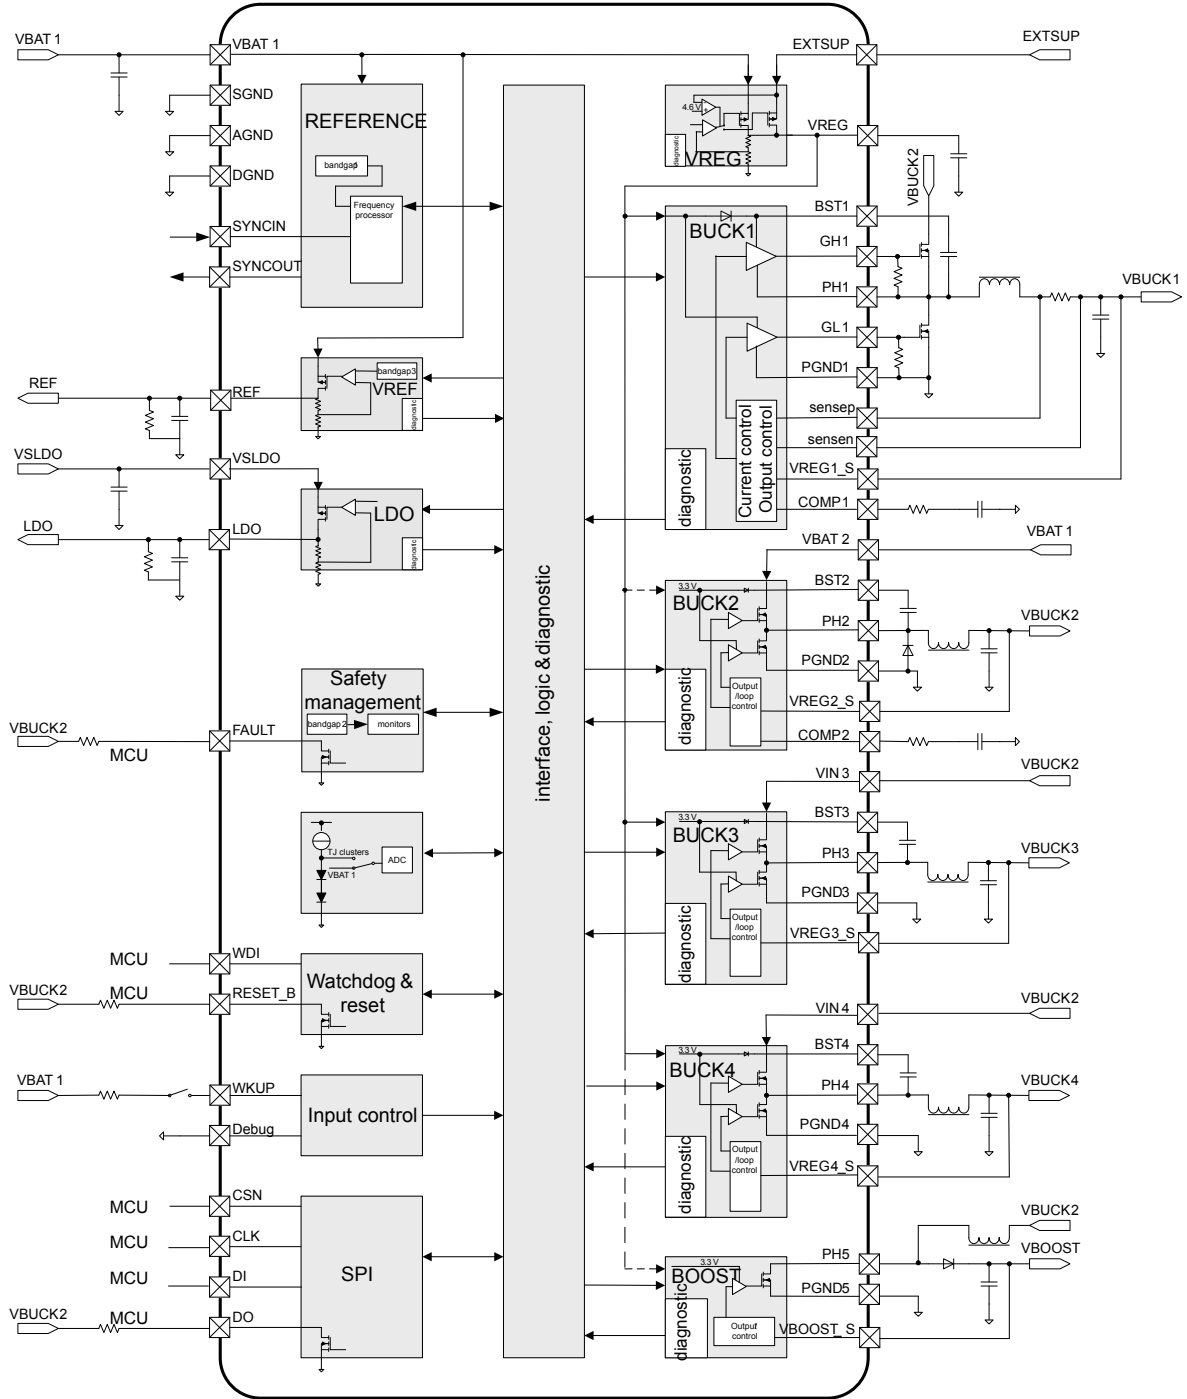 VBAT 1
VBAT 1
SGND
AGND
DGND
SYNCIN
SYNCOUT
REFERENCE
bandgap1
Frequency
processor
REF
REF
bandgap3
VREF
diagnostic
VSLDO
VSLDO
LDO
LDO
LDO
diagnostic
Safety
management
bandgap 2
monitors
VBUCK2
MCU
FAULT
TJ clusters
VBAT 1
ADC
MCU
WDI
VBUCK2
MCU
RESET_B
Watchdog &
reset
VBAT 1
WKUP
Debug
Input control
MCU
CSN
MCU
CLK
MCU
DI
VBUCK2
MCU
DO
SPI
interface, logic & diagnostic
EXTSUP
EXTSUP
4.6 V
diagnostic
VREG
VREG
VBUCK2
BUCK1
BST1
GH1
PH1
VBUCK1
GL1
PGND1
sensep
sensen
VREG1_S
COMP1
Current control
Output control
diagnostic
VBAT 2
VBAT 1
3.3 V
BUCK2
BST2
PH2
VBUCK2
PGND2
VREG2_S
COMP2
Output
/loop
control
diagnostic
VIN 3
VBUCK2
3.3 V
BUCK3
BST3
PH3
VBUCK3
PGND3
VREG3_S
Output
/loop
control
diagnostic
VIN 4
VBUCK2
3.3 V
BUCK4
BST4
PH4
VBUCK4
PGND4
VREG4_S
Output
/loop
control
diagnostic
VBUCK2
3.3 V
BOOST
PH5
VBOOST
PGND5
VBOOST_S
Output
control
diagnostic